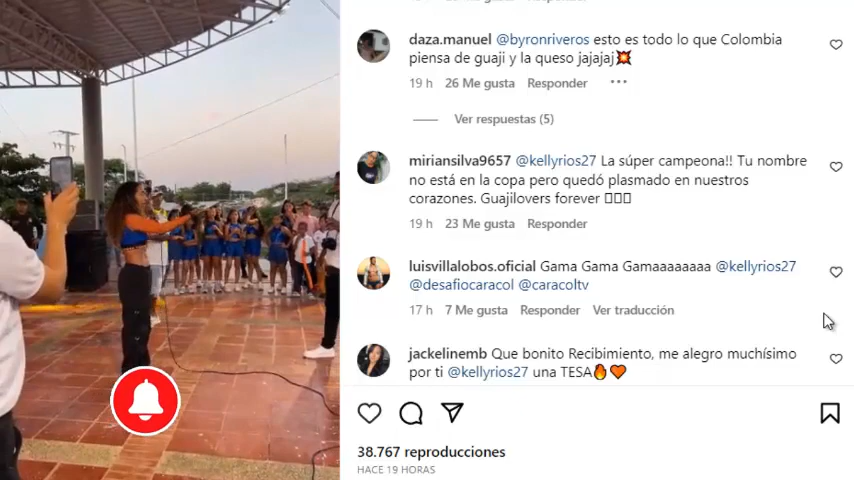 daza.manuel @byronriveros esto es todo lo que Colombia
piensa de guaji y la queso jajajaj💥
19 h 26 Me gusta Responder ...
Ver respuestas (5)
miriansilva9657 @kellyrios27 La súper campeona!! Tu nombre
no está en la copa pero quedó plasmado en nuestros
corazones. Guajilovers forever ▯▯▯
19 h 23 Me gusta Responder
luisvillalobos.oficial Gama Gama Gamaaaaaaaa @kellyrios27
@desafiocaracol @caracoltv
17 h 7 Me gusta Responder Ver traducción
jackelinemb Que bonito Recibimiento, me alegro muchísimo
por ti @kellyrios27 una TESA🔥🧡
38.767 reproducciones
HACE 19 HORAS